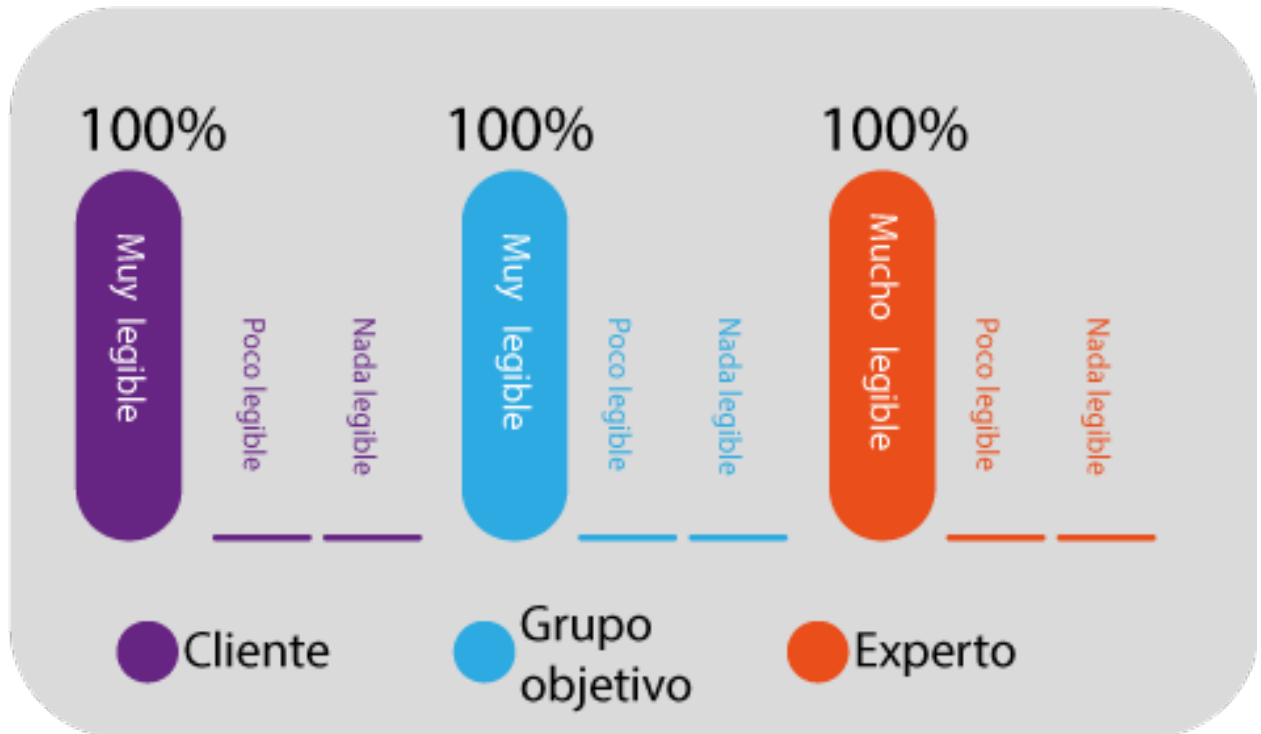 100%
100%
100%
Muy legible
Poco legible
Nada legible
Muy legible
Poco legible
Nada legible
Mucho legible
Poco legible
Nada legible
Cliente
Grupo
objetivo
Experto